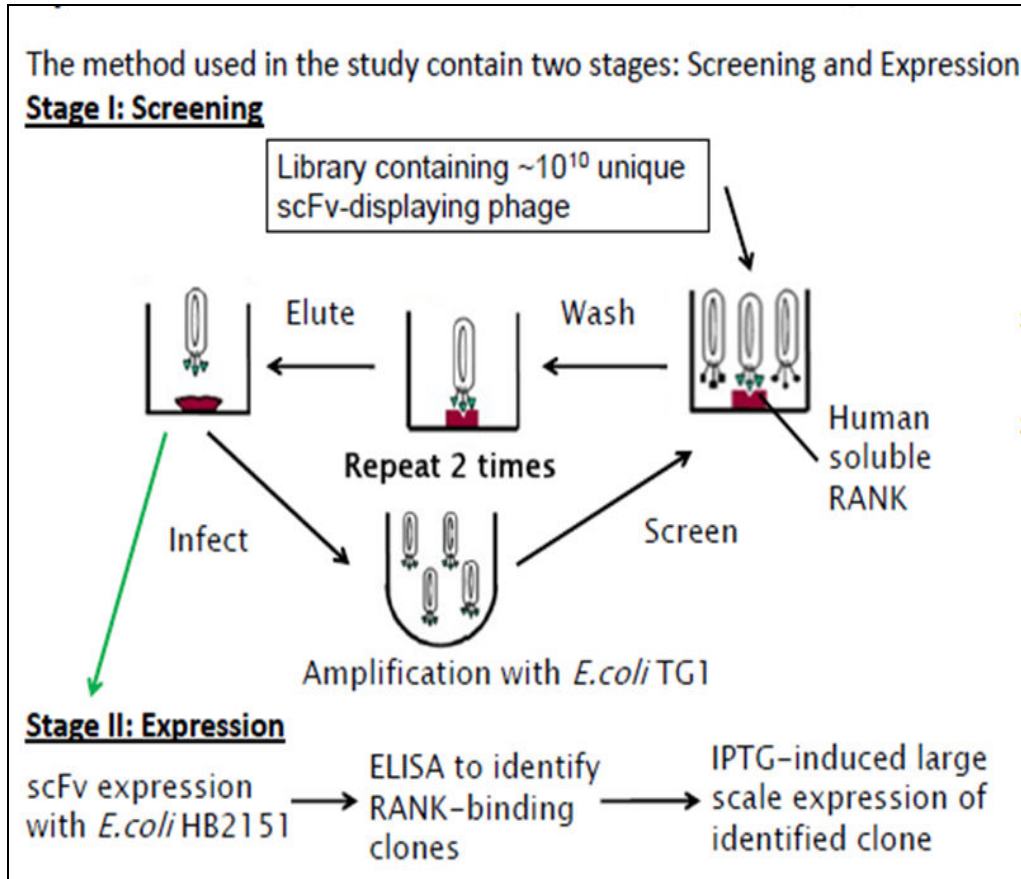 The method used in the study contain two stages: Screening and Expression
Stage I: Screening
Library containing ~10¹⁰ unique
scFv-displaying phage
Elute
Wash
Human
soluble
RANK
Repeat 2 times
Infect
Screen
Amplification with E.coli TG1
Stage II: Expression
scFv expression
with E.coli HB2151
ELISA to identify
RANK-binding
clones
IPTG-induced large
scale expression of
identified clone